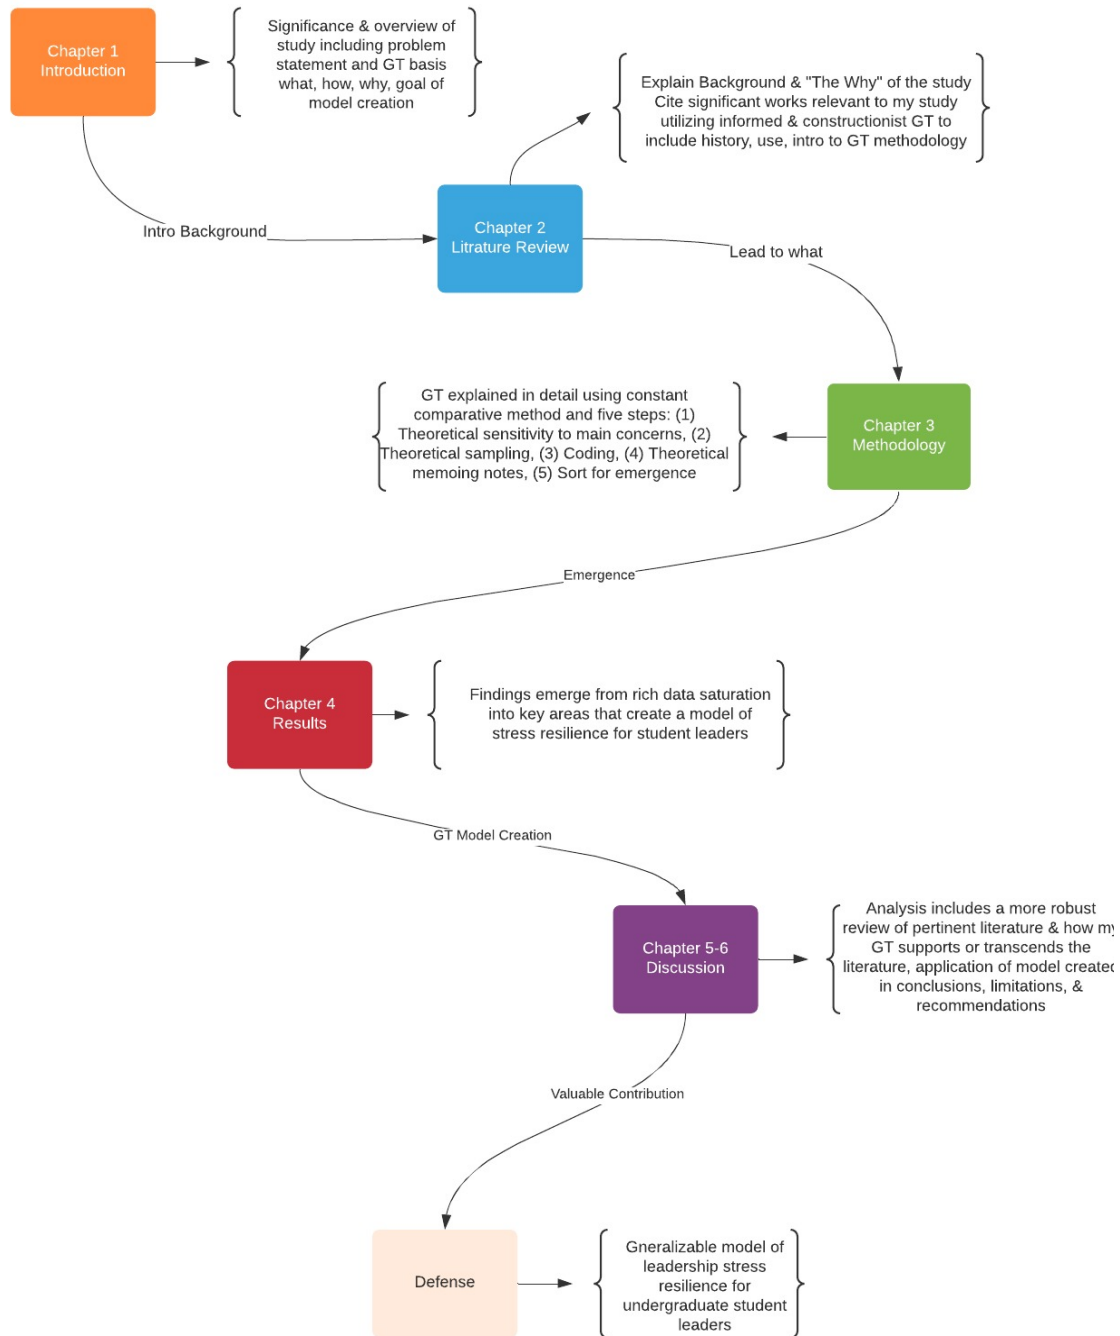 Chapter 1
Introduction
Significance & overview of
study including problem
statement and GT basis
what, how, why, goal of
model creation
Explain Background & "The Why" of the study
Cite significant works relevant to my study
utilizing informed & constructionist GT to
include history, use, intro to GT methodology
Intro Background
Chapter 2
Litrature Review
Lead to what
GT explained in detail using constant
comparative method and five steps: (1)
Theoretical sensitivity to main concerns, (2)
Theoretical sampling, (3) Coding, (4) Theoretical
memoing notes, (5) Sort for emergence
Chapter 3
Methodology
Emergence
Chapter 4
Results
Findings emerge from rich data saturation
into key areas that create a model of
stress resilience for student leaders
GT Model Creation
Chapter 5-6
Discussion
Analysis includes a more robust
review of pertinent literature & how my
GT supports or transcends the
literature, application of model created
in conclusions, limitations, &
recommendations
Valuable Contribution
Defense
Gneralizable model of
leadership stress
resilience for
undergraduate student
leaders